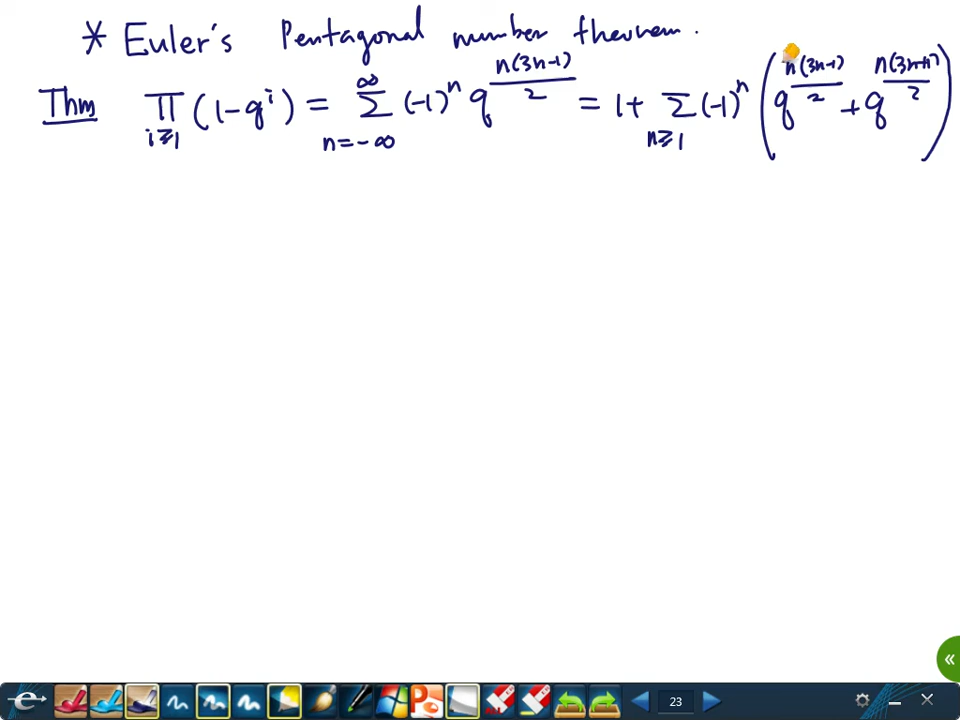 * Euler's Pentagonal number theorem.
Thm ∏_{i≥1} (1-q^i) = ∑_{n=-∞}^{∞} (-1)^n q^{n(3n-1)/2} = 1 + ∑_{n≥1} (-1)^n (q^{n(3n-1)/2} + q^{n(3n+1)/2})
23